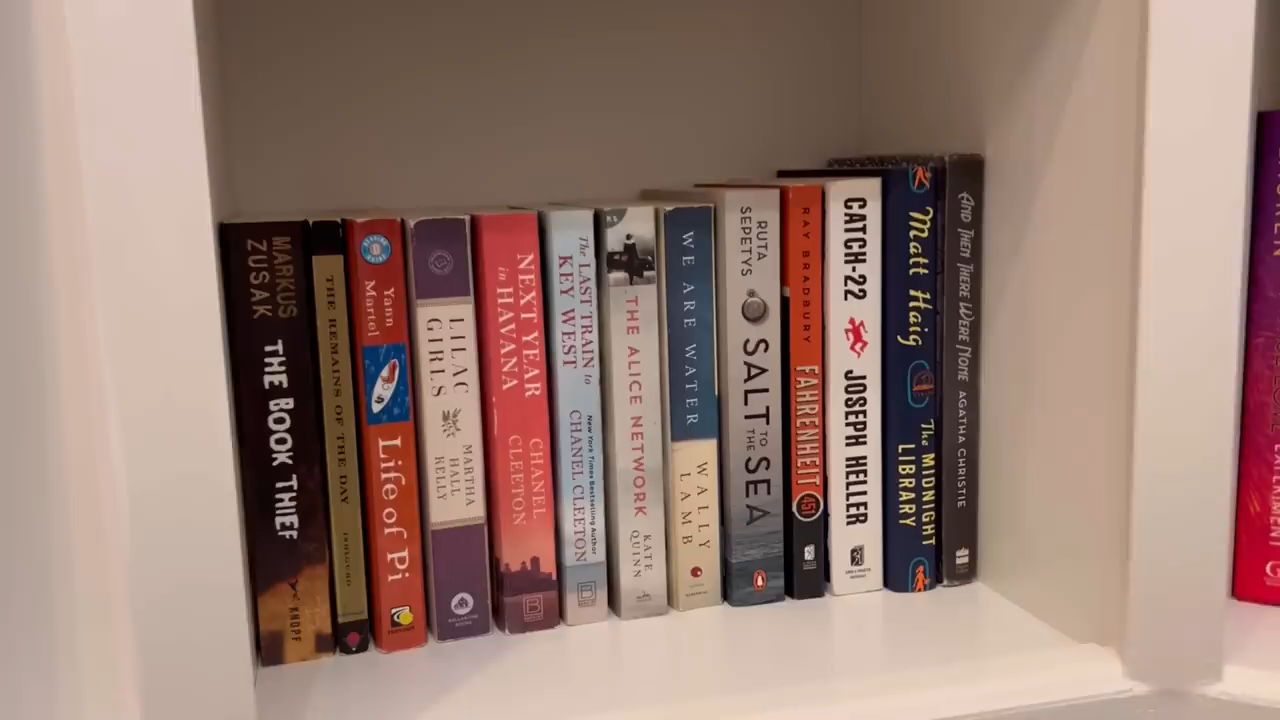 MARKUS
ZUSAK
THE BOOK THIEF
KNOPF
THE REMAINS OF THE DAY
ISHIGURO
Yann
Martel
Life of Pi
LILAC
GIRLS
MARTHA
HALL
KELLY
BALLANTINE
BOOKS
NEXT YEAR
in HAVANA
CHANEL
CLEETON
The LAST TRAIN to
KEY WEST
New York Times Bestselling Author
CHANEL CLEETON
THE ALICE NETWORK
KATE
QUINN
WE ARE WATER
WALLY
LAMB
RUTA
SEPETYS
SALT
TO
THE
SEA
RAY BRADBURY
FAHRENHEIT
451
CATCH-22
JOSEPH HELLER
Matt Haig
The MIDNIGHT
LIBRARY
AND THEN THERE WERE NONE
AGATHA CHRISTIE